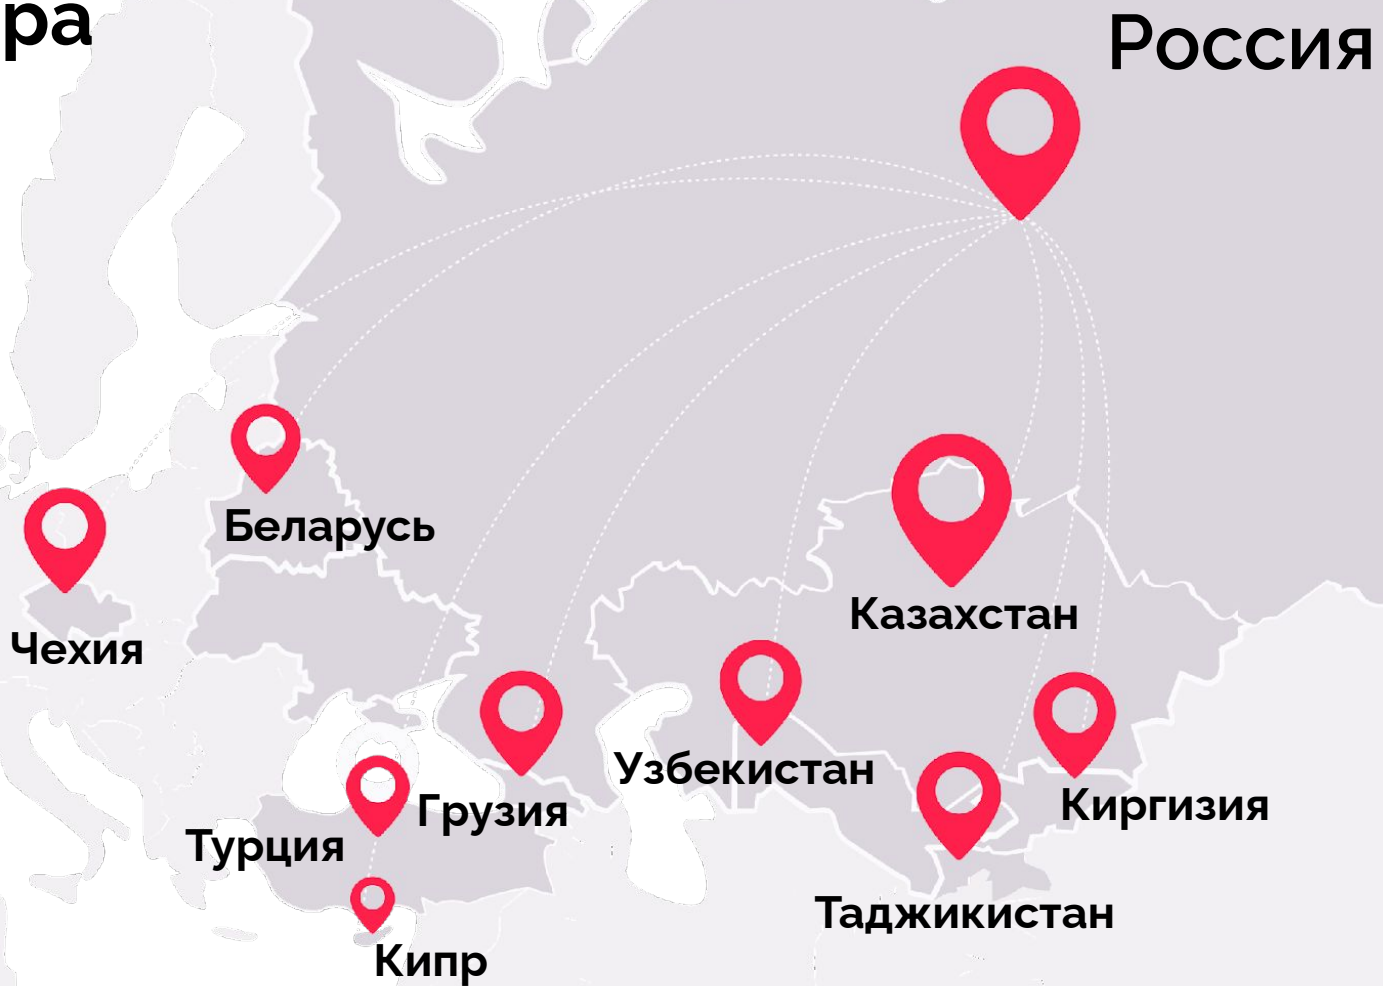 ра
Россия
Беларусь
Чехия
Казахстан
Узбекистан
Грузия
Киргизия
Турция
Таджикистан
Кипр